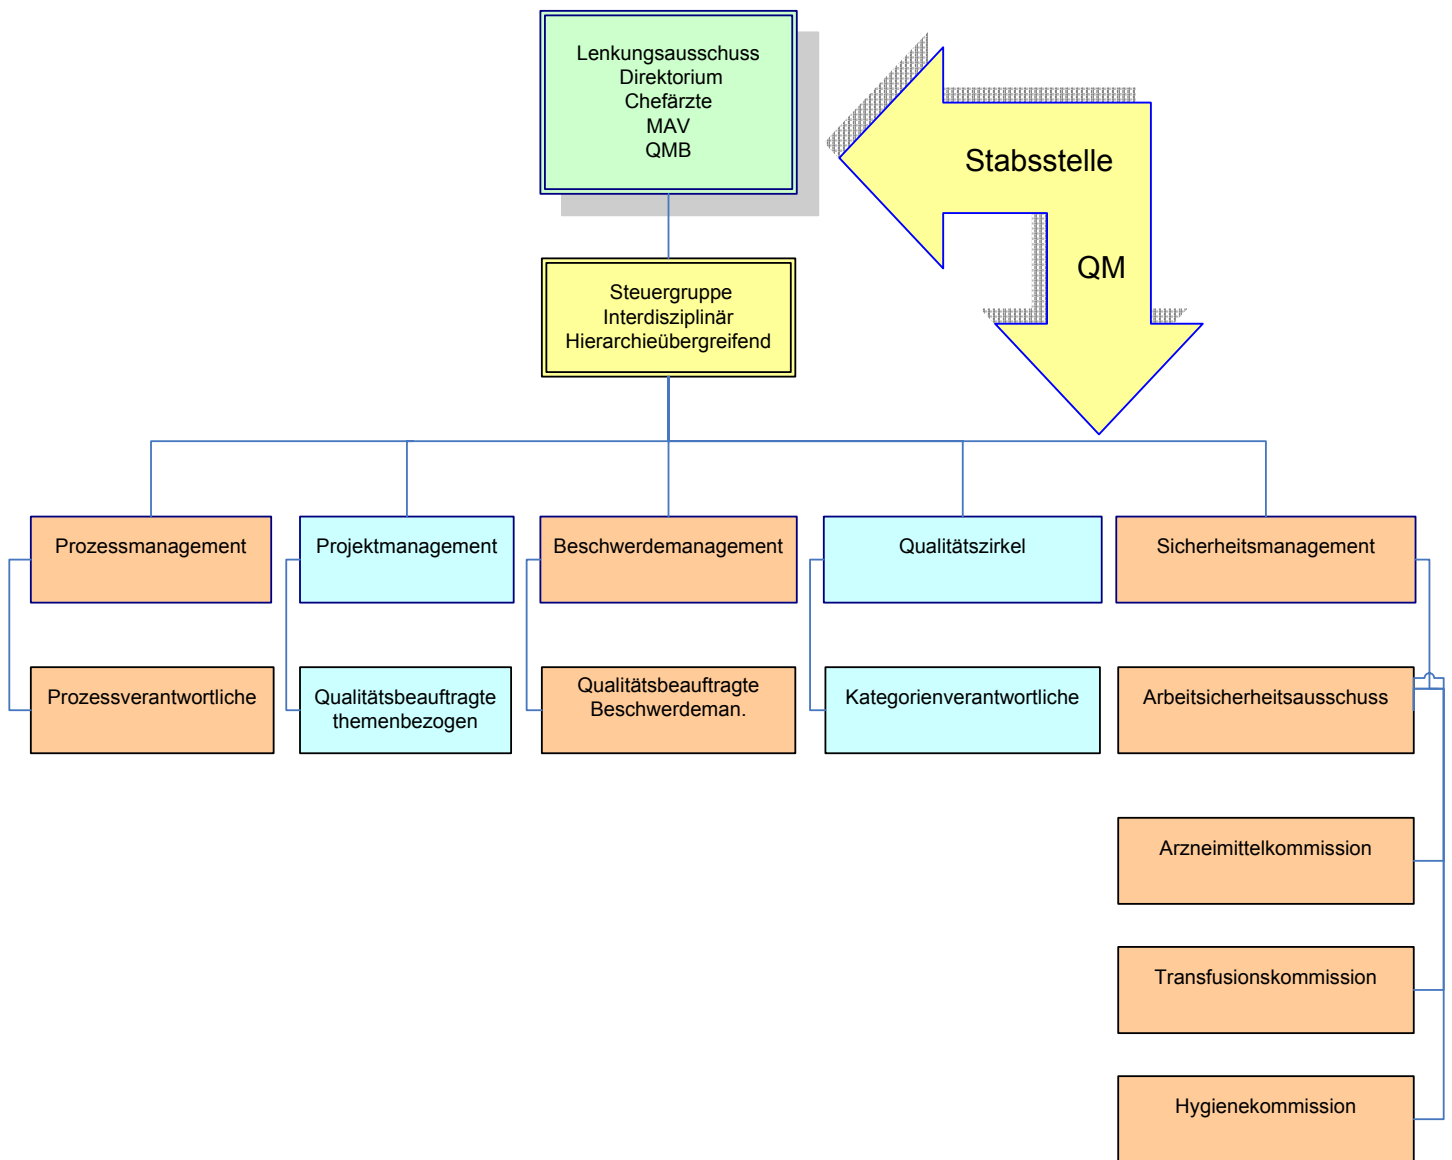 Lenkungsausschuss
Direktorium
Chefärzte
MAV
QMB
Stabsstelle
QM
Steuergruppe
Interdisziplinär
Hierarchieübergreifend
Prozessmanagement
Projektmanagement
Beschwerdemanagement
Qualitätszirkel
Sicherheitsmanagement
Prozessverantwortliche
Qualitätsbeauftragte
themenbezogen
Qualitätsbeauftragte
Beschwerdeman.
Kategorienverantwortliche
Arbeitsicherheitsausschuss
Arzneimittelkommission
Transfusionskommission
Hygienekommission